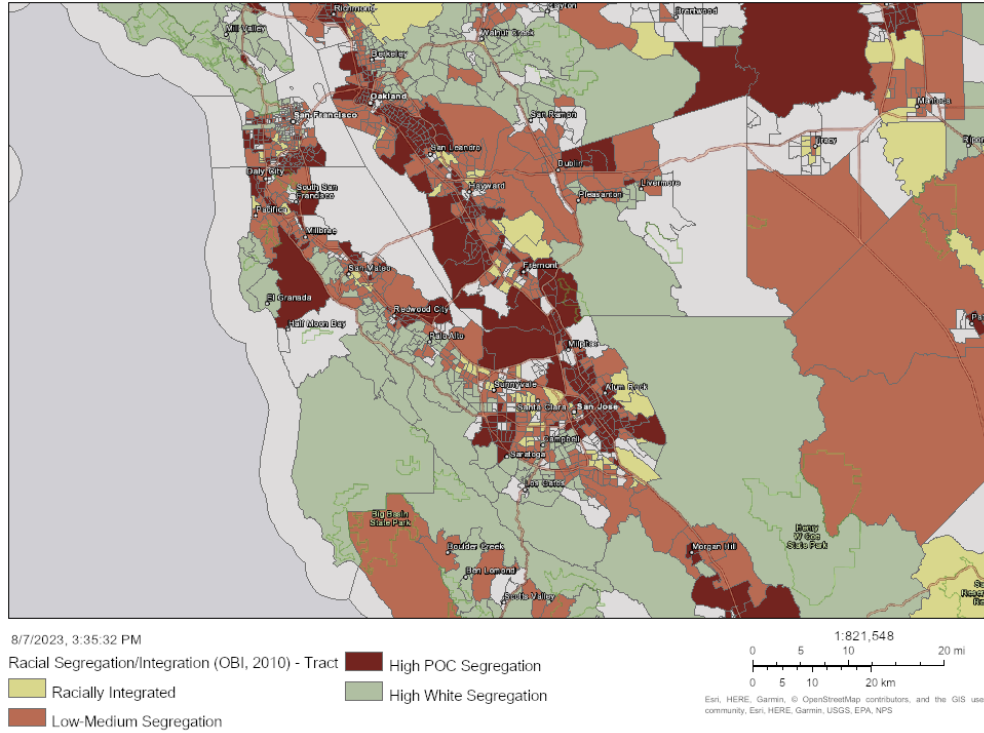 Clayton
Brentwood
Richmond
Mill Valley
Walnut Creek
Berkeley
Oakland
Manteca
San Francisco
San Ramon
Tracy
San Leandro
Dublin
Daly City
Hayward
Livermore
South San
Francisco
Pleasanton
Pacifica
Millbrae
San Mateo
Fremont
El Granada
Redwood City
Half Moon Bay
Palo Alto
Milpitas
Sunnyvale
Alum Rock
Santa Clara
San Jose
Campbell
Saratoga
Los Gatos
Big Basin
State Park
Henry
W Coe
State Park
Boulder Creek
Morgan Hill
Ben Lomond
Scotts Valley
8/7/2023, 3:35:32 PM
Racial Segregation/Integration (OBI, 2010) - Tract
Racially Integrated
Low-Medium Segregation
High POC Segregation
High White Segregation
1:821,548
0 5 10 20 mi
0 5 10 20 km
Esri, HERE, Garmin, © OpenStreetMap contributors, and the GIS use
community, Esri, HERE, Garmin, USGS, EPA, NPS